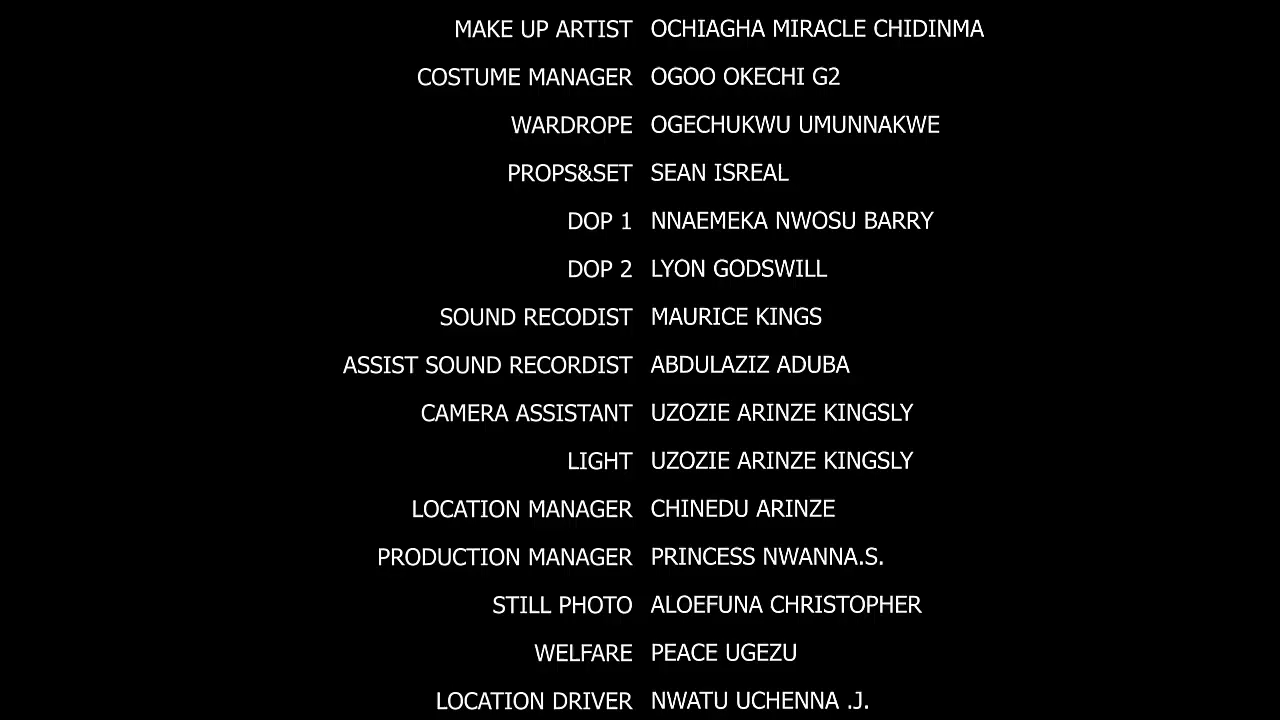 MAKE UP ARTIST OCHIAGHA MIRACLE CHIDINMA
COSTUME MANAGER OGOO OKECHI G2
WARDROPE OGECHUKWU UMUNNAKWE
PROPS&SET SEAN ISREAL
DOP 1 NNAEMEKA NWOSU BARRY
DOP 2 LYON GODSWILL
SOUND RECODIST MAURICE KINGS
ASSIST SOUND RECORDIST ABDULAZIZ ADUBA
CAMERA ASSISTANT UZOZIE ARINZE KINGSLY
LIGHT UZOZIE ARINZE KINGSLY
LOCATION MANAGER CHINEDU ARINZE
PRODUCTION MANAGER PRINCESS NWANNA.S.
STILL PHOTO ALOEFUNA CHRISTOPHER
WELFARE PEACE UGEZU
LOCATION DRIVER NWATU UCHENNA .J.